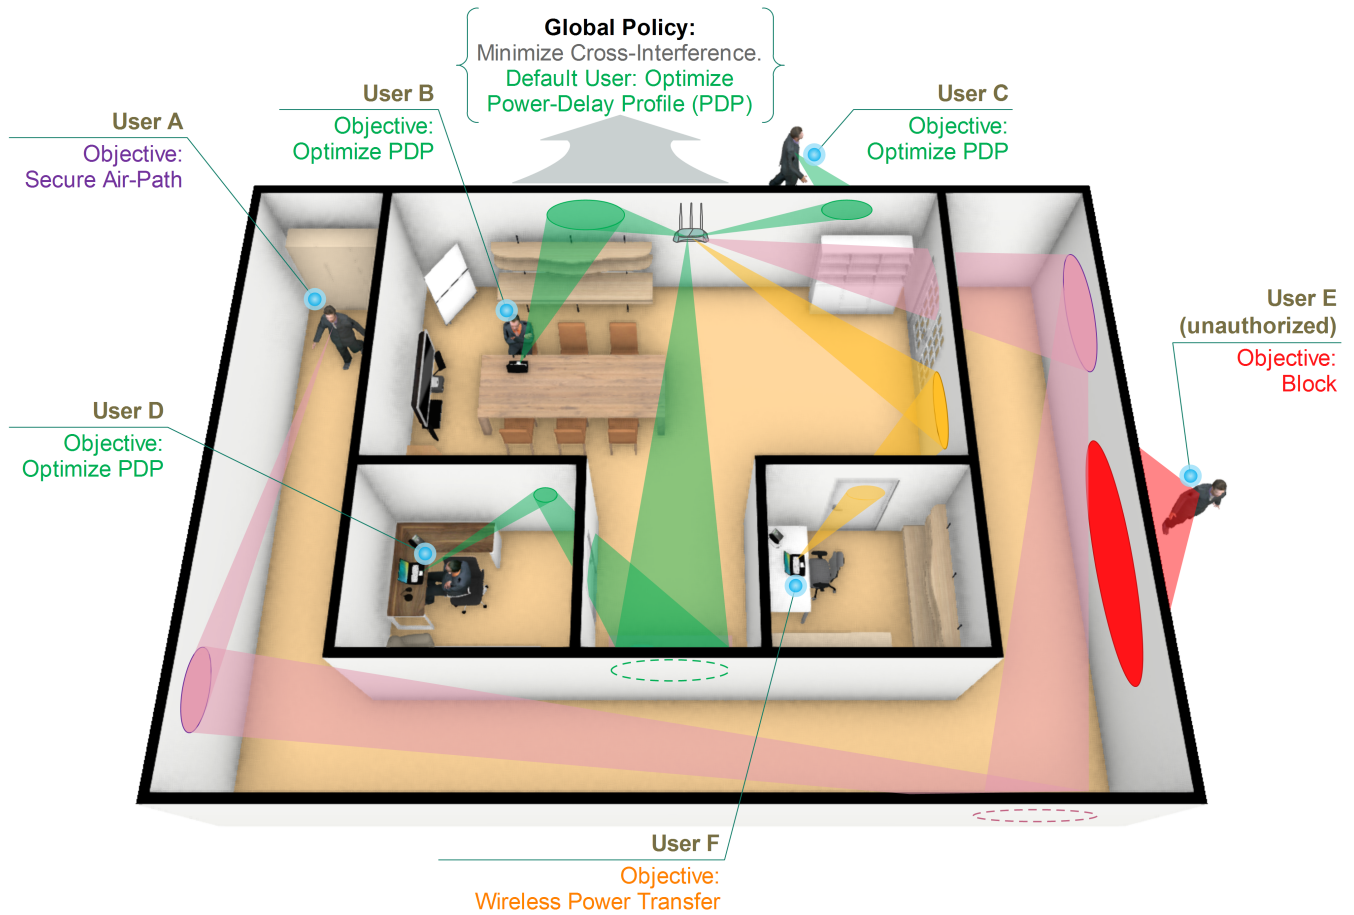 Global Policy:
Minimize Cross-Interference.
Default User: Optimize
Power-Delay Profile (PDP)
User A
Objective:
Secure Air-Path
User B
Objective:
Optimize PDP
User C
Objective:
Optimize PDP
User E
(unauthorized)
Objective:
Block
User D
Objective:
Optimize PDP
User F
Objective:
Wireless Power Transfer